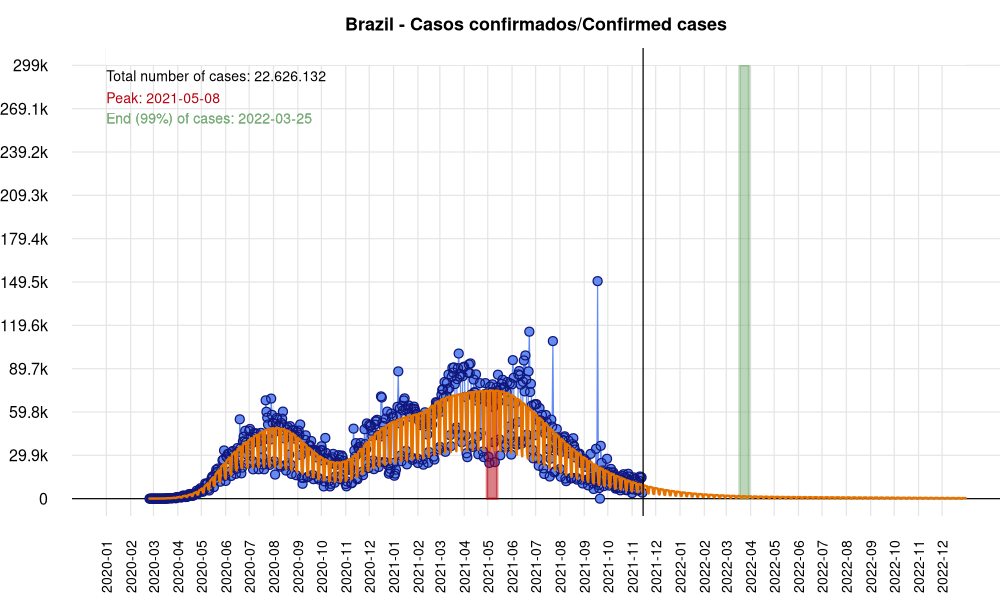 Brazil - Casos confirmados/Confirmed cases
299k
269.1k
239.2k
209.3k
179.4k
149.5k
119.6k
89.7k
59.8k
29.9k
0
Total number of cases: 22.626.132
Peak: 2021-05-08
End (99%) of cases: 2022-03-25
2020-01
2020-02
2020-03
2020-04
2020-05
2020-06
2020-07
2020-08
2020-09
2020-10
2020-11
2020-12
2021-01
2021-02
2021-03
2021-04
2021-05
2021-06
2021-07
2021-08
2021-09
2021-10
2021-11
2021-12
2022-01
2022-02
2022-03
2022-04
2022-05
2022-06
2022-07
2022-08
2022-09
2022-10
2022-11
2022-12